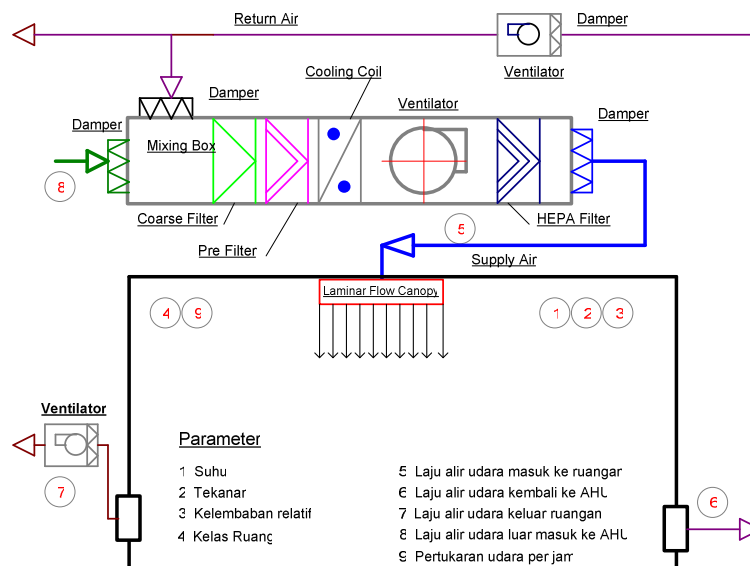 Return Air
Damper
Ventilator
Cooling Coil
Damper
Ventilator
Damper
Damper
Mixing Box
8
Coarse Filter
HEPA Filter
5
Pre Filter
Supply Air
Laminar Flow Canopy
4 9
1 2 3
Ventilator
7
6
Parameter
1 Suhu
2 Tekanar
3 Kelembaban relatif
4 Kelas Ruang
5 Laju alir udara masuk ke ruangan
6 Laju alir udara kembali ke AHU
7 Laju alir udara keluar ruangan
8 Laju alir udara luar masuk ke AHU
9 Pertukaran udara per jam